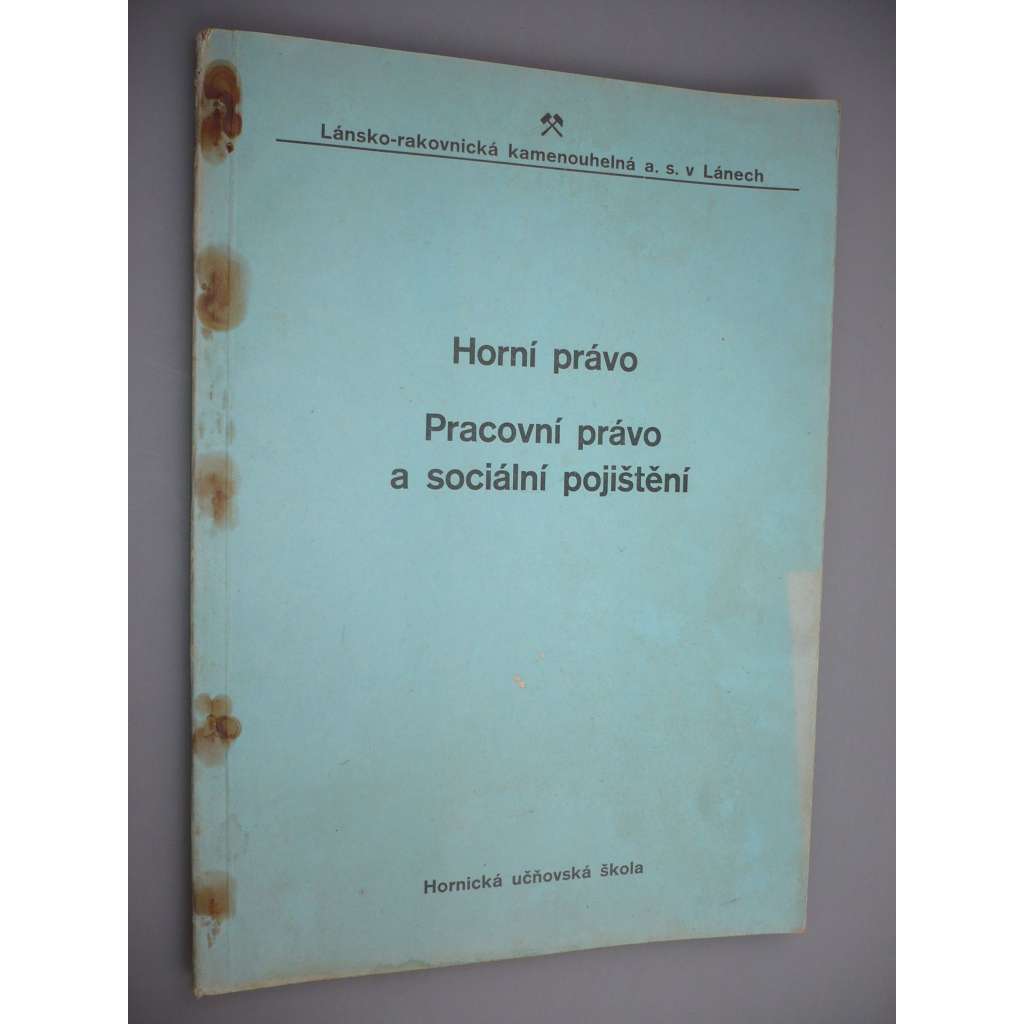 Lánsko-rakovnická kamenouhelná a. s. v Lánech
Horní právo
Pracovní právo
a sociální pojištění
Hornická učňovská škola